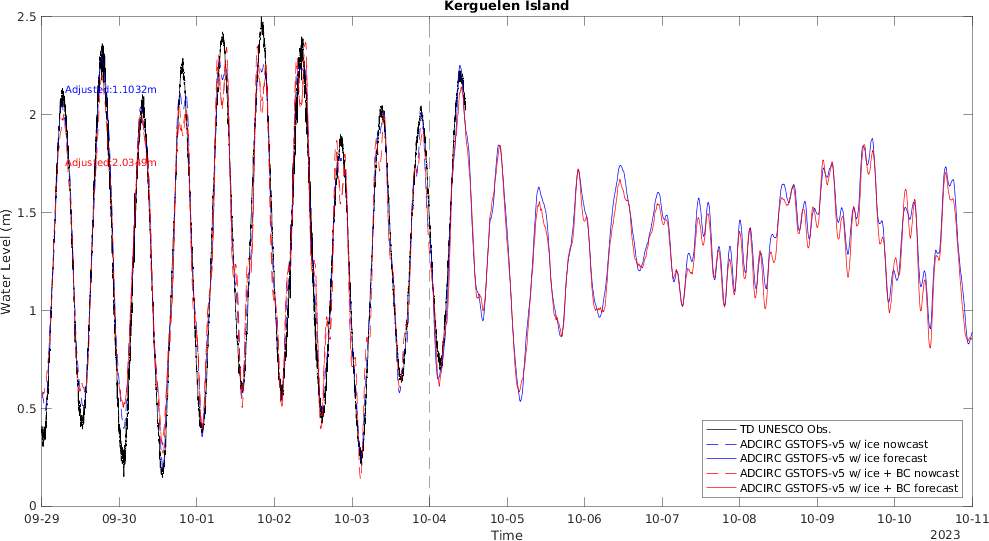 Kerguelen Island
2.5
2
1.5
1
0.5
0
Water Level (m)
Adjusted:1.1032m
Adjusted:2.0349m
TD UNESCO Obs.
ADCIRC GSTOFS-v5 w/ ice nowcast
ADCIRC GSTOFS-v5 w/ ice forecast
ADCIRC GSTOFS-v5 w/ ice + BC nowcast
ADCIRC GSTOFS-v5 w/ ice + BC forecast
09-29 09-30 10-01 10-02 10-03 10-04 10-05 10-06 10-07 10-08 10-09 10-10 10-11
Time
2023